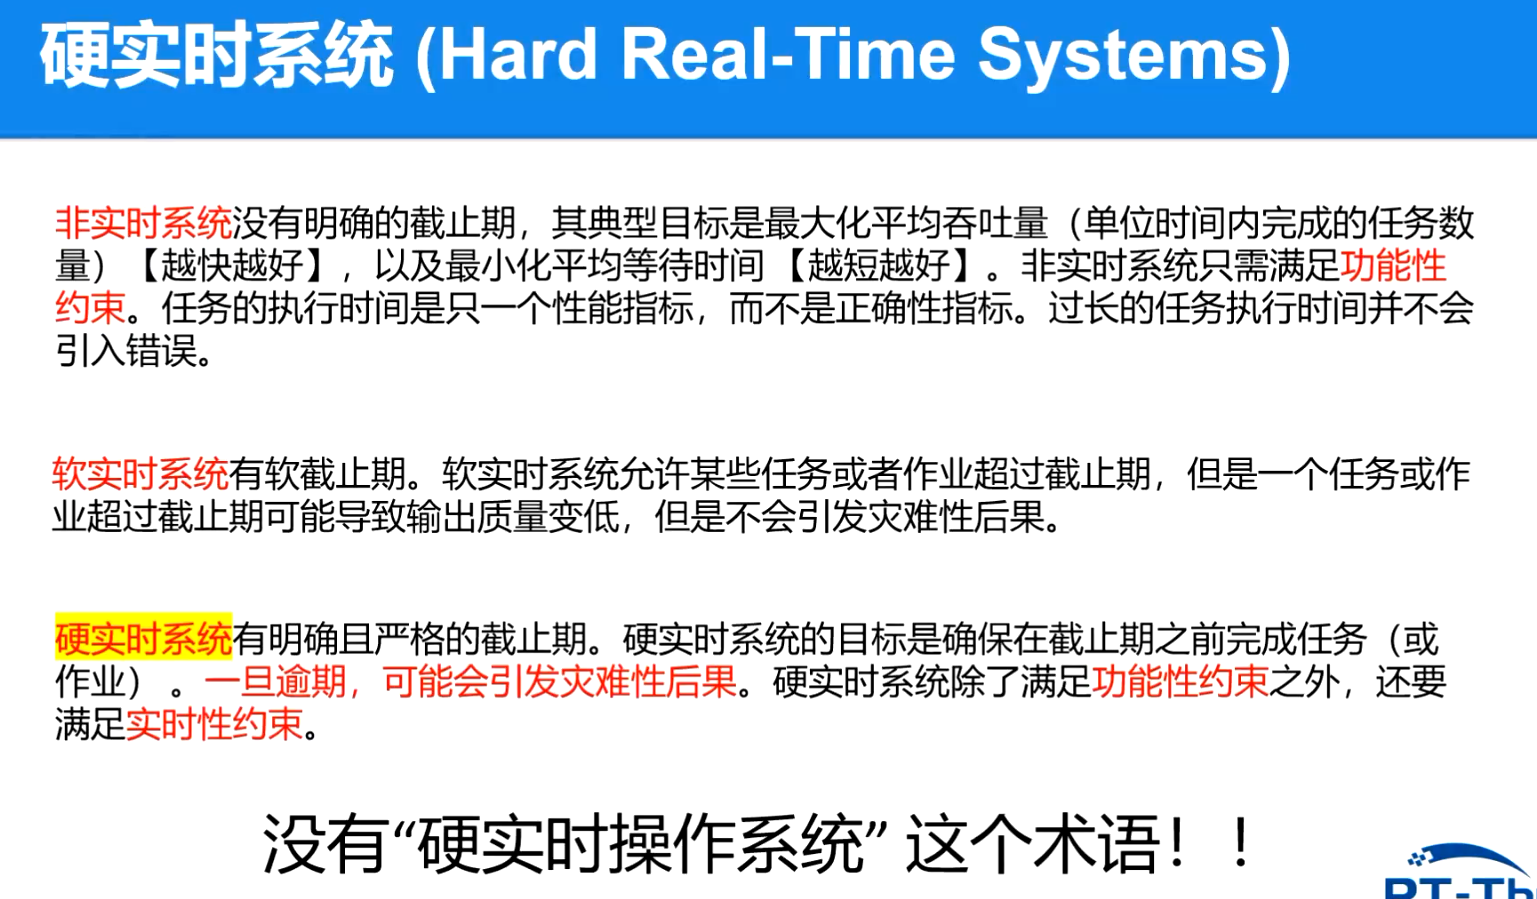 硬实时系统 (Hard Real-Time Systems)
非实时系统没有明确的截止期，其典型目标是最大化平均吞吐量（单位时间内完成的任务数
量）【越快越好】，以及最小化平均等待时间 【越短越好】。非实时系统只需满足功能性
约束。任务的执行时间是只一个性能指标，而不是正确性指标。过长的任务执行时间并不会
引入错误。
软实时系统有软截止期。软实时系统允许某些任务或者作业超过截止期，但是一个任务或作
业超过截止期可能导致输出质量变低，但是不会引发灾难性后果。
硬实时系统有明确且严格的截止期。硬实时系统的目标是确保在截止期之前完成任务（或
作业） 。一旦逾期，可能会引发灾难性后果。硬实时系统除了满足功能性约束之外，还要
满足实时性约束。
没有“硬实时操作系统” 这个术语！！